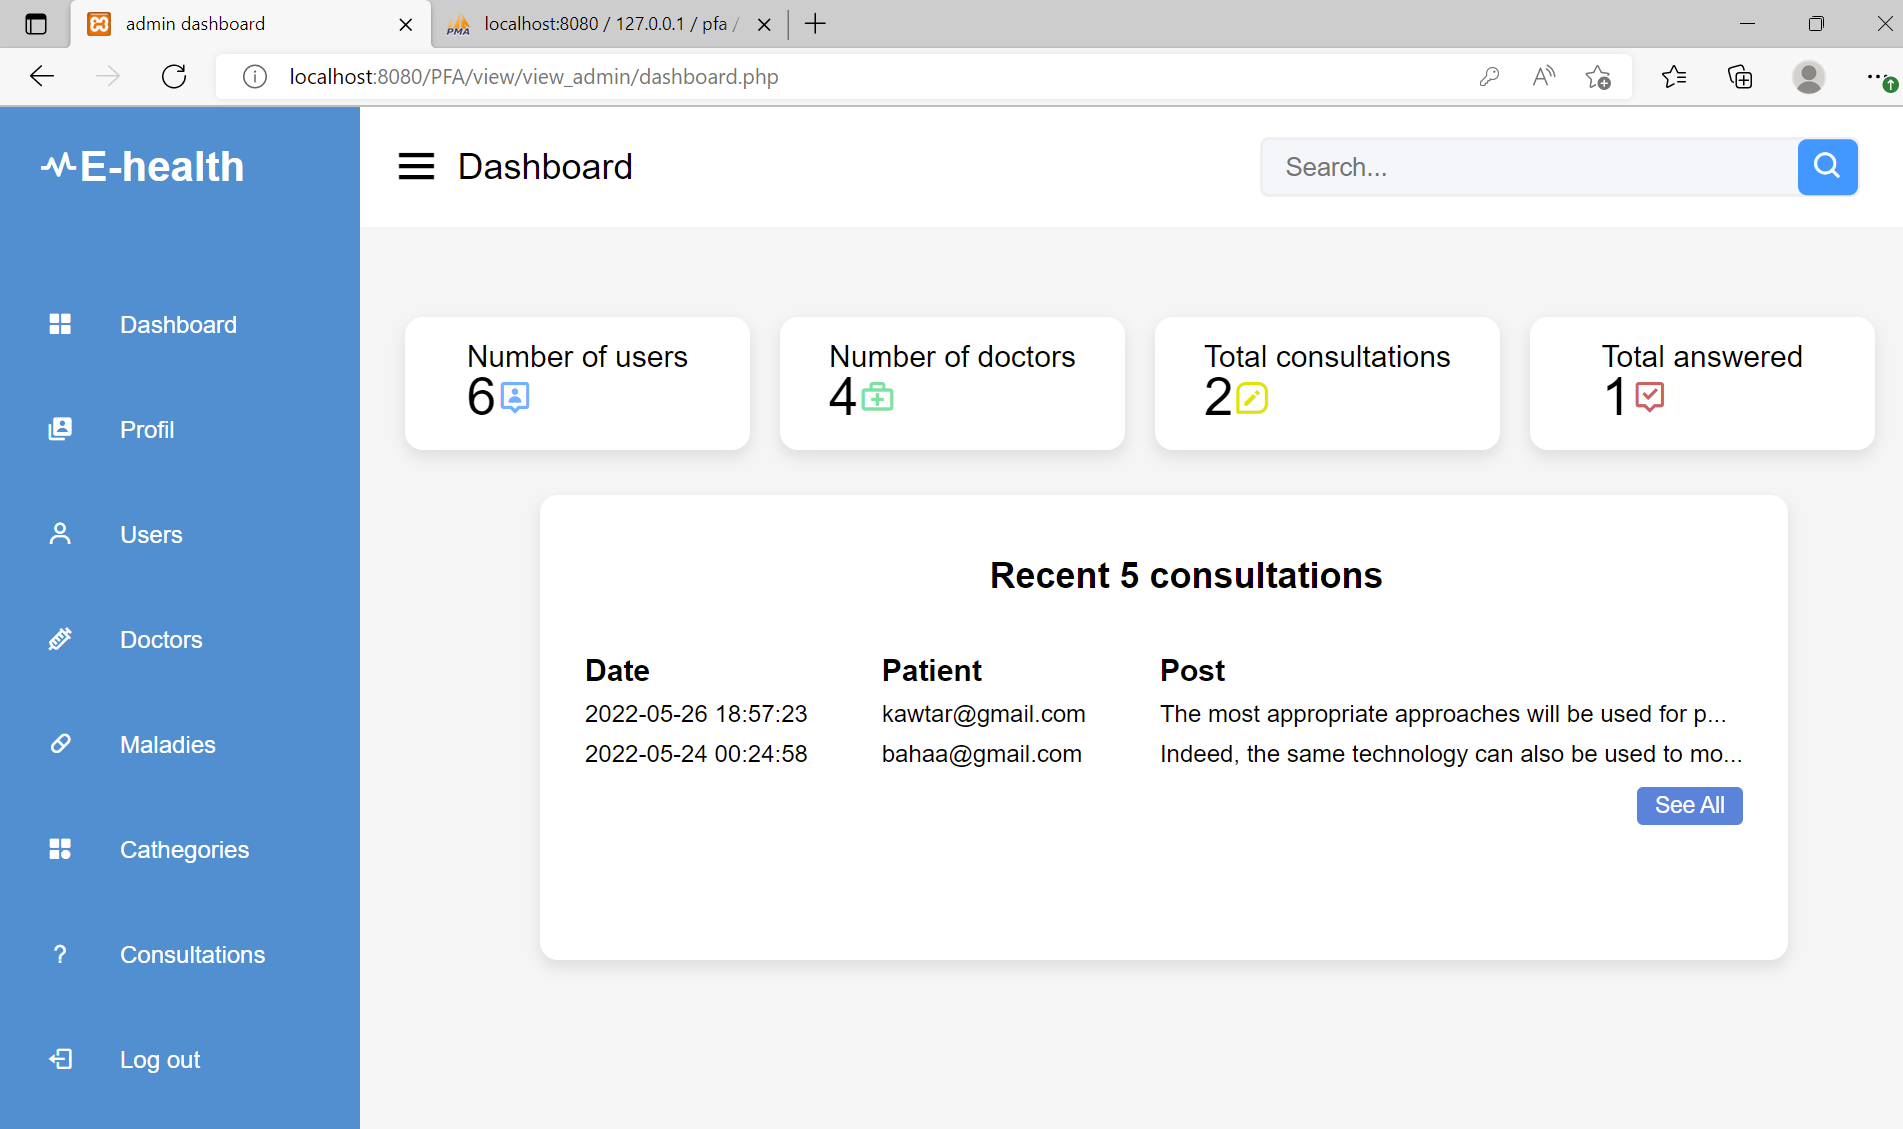 admin dashboard
PMA localhost:8080 / 127.0.0.1 / pfa /
localhost:8080/PFA/view/view_admin/dashboard.php
E-health
Dashboard
Search...
Dashboard
Profil
Users
Doctors
Maladies
Cathegories
? Consultations
Log out
Number of users
6
Number of doctors
4
Total consultations
2
Total answered
1
Recent 5 consultations
Date Patient Post
2022-05-26 18:57:23 kawtar@gmail.com The most appropriate approaches will be used for p...
2022-05-24 00:24:58 bahaa@gmail.com Indeed, the same technology can also be used to mo...
See All